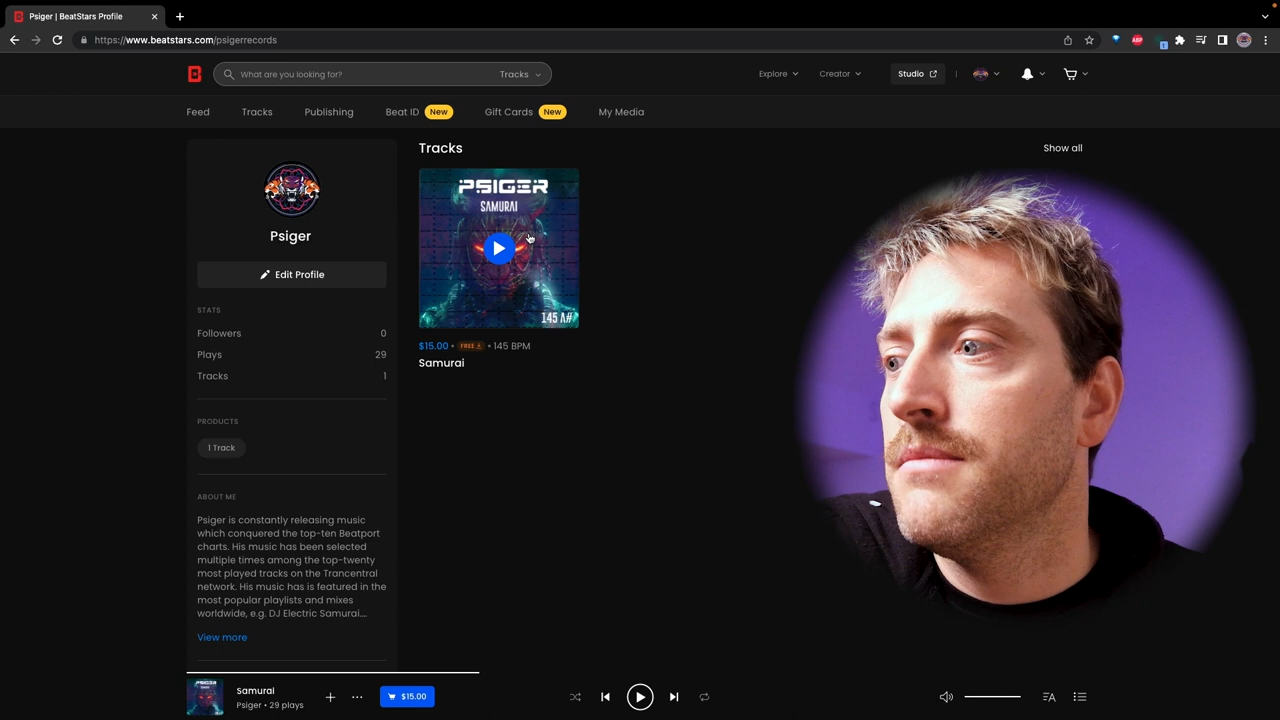 Psiger | BeatStars Profile
https://www.beatstars.com/psigerrecords
ABP
1
What are you looking for?
Tracks
Explore
Creator
Studio
Feed
Tracks
Publishing
Beat ID New
Gift Cards New
My Media
Psiger
Edit Profile
STATS
Followers 0
Plays 29
Tracks 1
PRODUCTS
1 Track
ABOUT ME
Psiger is constantly releasing music
which conquered the top-ten Beatport
charts. His music has been selected
multiple times among the top-twenty
most played tracks on the Trancentral
network. His music has is featured in the
most popular playlists and mixes
worldwide, e.g. DJ Electric Samurai....
View more
Tracks
Show all
PSIGER
SAMURAI
145 A#
$15.00 • FREE • 145 BPM
Samurai
PSIGER
Samurai
Psiger • 29 plays
$15.00